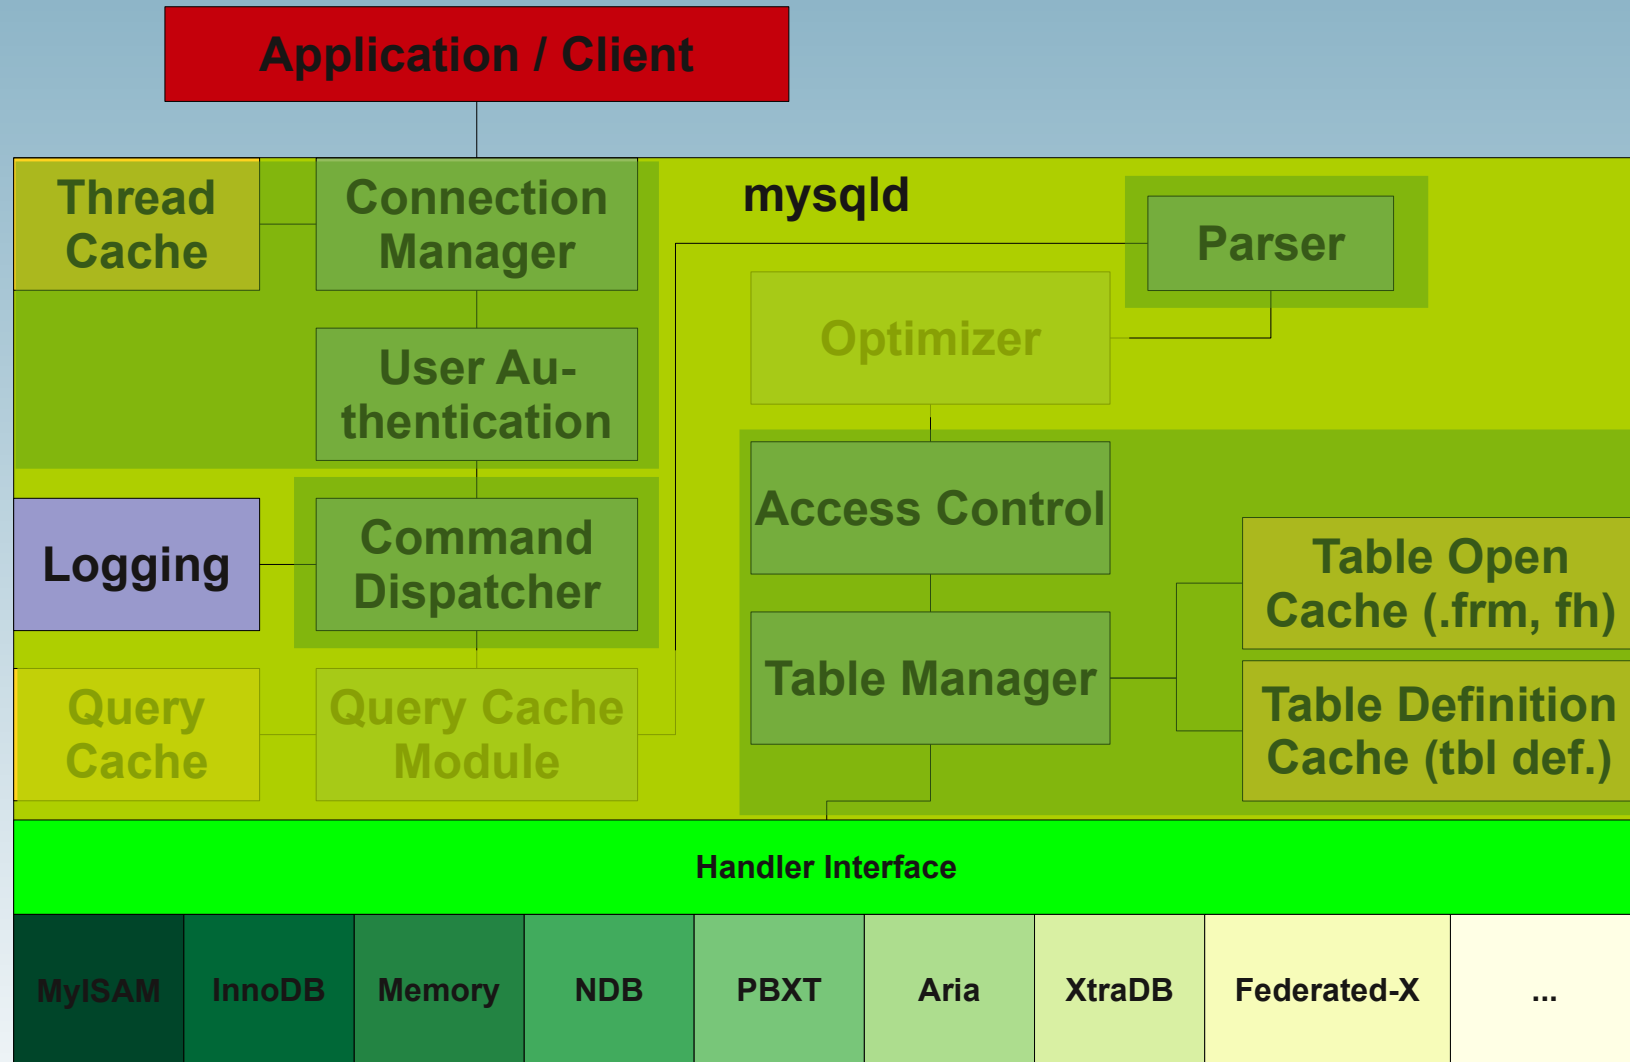 Application / Client
Thread
Cache
Connection
Manager
mysqld
Parser
User Au-
thentication
Optimizer
Logging
Command
Dispatcher
Access Control
Table Open
Cache (.frm, fh)
Query
Cache
Query Cache
Module
Table Manager
Table Definition
Cache (tbl def.)
Handler Interface
MyISAM
InnoDB
Memory
NDB
PBXT
Aria
XtraDB
Federated-X
...